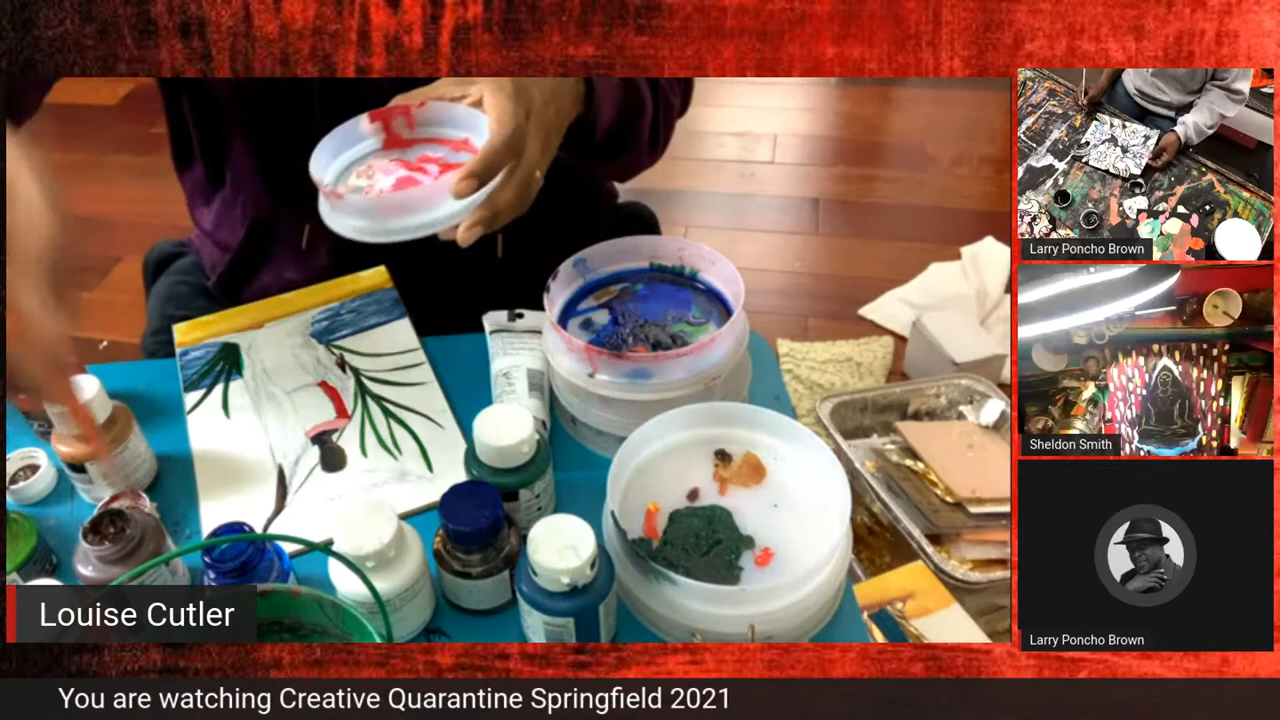 Larry Poncho Brown
Sheldon Smith
Larry Poncho Brown
Louise Cutler
You are watching Creative Quarantine Springfield 2021